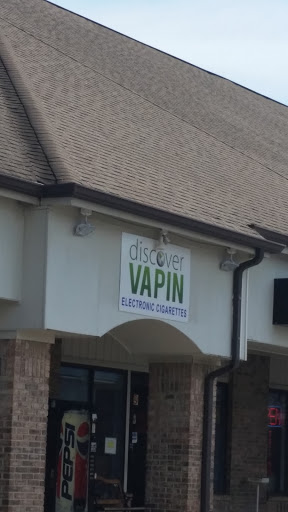 discover
VAPIN
ELECTRONIC CIGARETTES
PEPSI